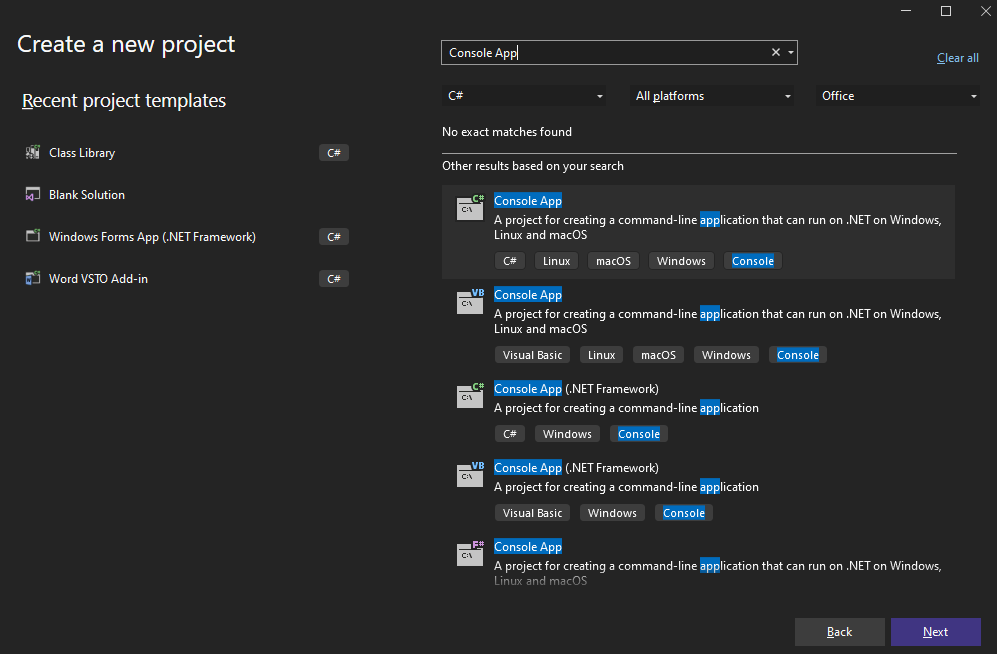 Create a new project
Recent project templates
Class Library
C#
Blank Solution
Windows Forms App (.NET Framework)
C#
Word VSTO Add-in
C#
Console App
Clear all
C#
All platforms
Office
No exact matches found
Other results based on your search
C#
C:\
Console App
A project for creating a command-line application that can run on .NET on Windows,
Linux and macOS
C# Linux macOS Windows Console
VB
C:\
Console App
A project for creating a command-line application that can run on .NET on Windows,
Linux and macOS
Visual Basic Linux macOS Windows Console
C#
C:\
Console App (.NET Framework)
A project for creating a command-line application
C# Windows Console
VB
C:\
Console App (.NET Framework)
A project for creating a command-line application
Visual Basic Windows Console
F#
C:\
Console App
A project for creating a command-line application that can run on .NET on Windows,
Linux and macOS
Back
Next